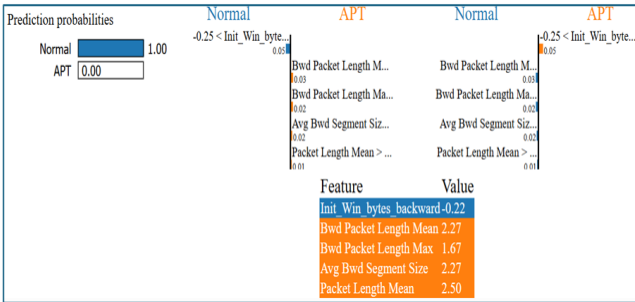 Prediction probabilities
Normal 1.00
APT 0.00
Normal APT
-0.25 < Init_Win_byte...
0.05
Bwd Packet Length M...
0.03
Bwd Packet Length Ma...
0.02
Avg Bwd Segment Siz...
0.02
Packet Length Mean > ...
0.01
Normal APT
-0.25 < Init_Win_byte...
0.05
Bwd Packet Length M...
0.03
Bwd Packet Length Ma...
0.02
Avg Bwd Segment Siz...
0.02
Packet Length Mean > ...
0.01
Feature Value
Init_Win_bytes_backward -0.22
Bwd Packet Length Mean 2.27
Bwd Packet Length Max 1.67
Avg Bwd Segment Size 2.27
Packet Length Mean 2.50